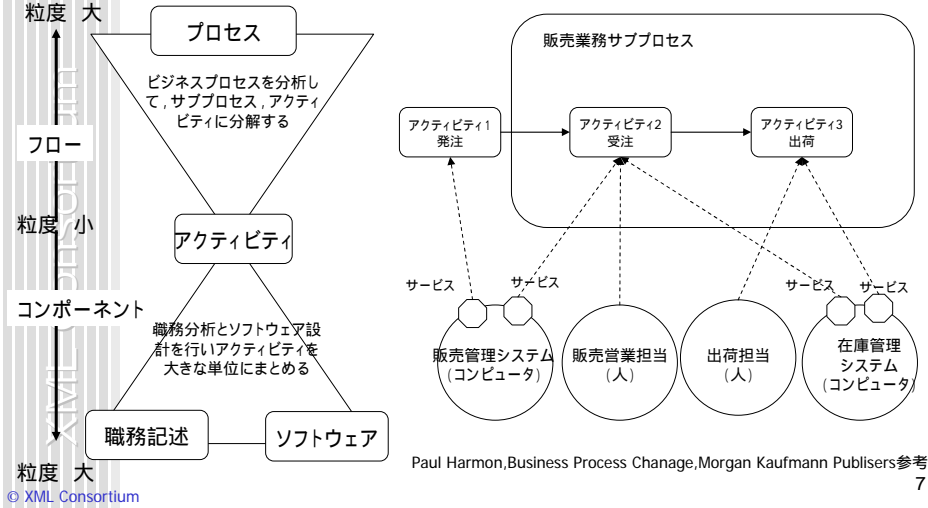 粒度 大
プロセス
ビジネスプロセスを分析し
て,サブプロセス,アクティ
ビティに分解する
フロー
粒度 小
アクティビティ
コンポーネント
職務分析とソフトウェア設
計を行いアクティビティを
大きな単位にまとめる
職務記述
ソフトウェア
粒度 大
© XML Consortium
販売業務サブプロセス
アクティビティ1
発注
アクティビティ2
受注
アクティビティ3
出荷
サービス
サービス
サービス
サービス
販売管理システム
(コンピュータ)
販売営業担当
(人)
出荷担当
(人)
在庫管理
システム
(コンピュータ)
Paul Harmon,Business Process Chanage,Morgan Kaufmann Publisers参考
7